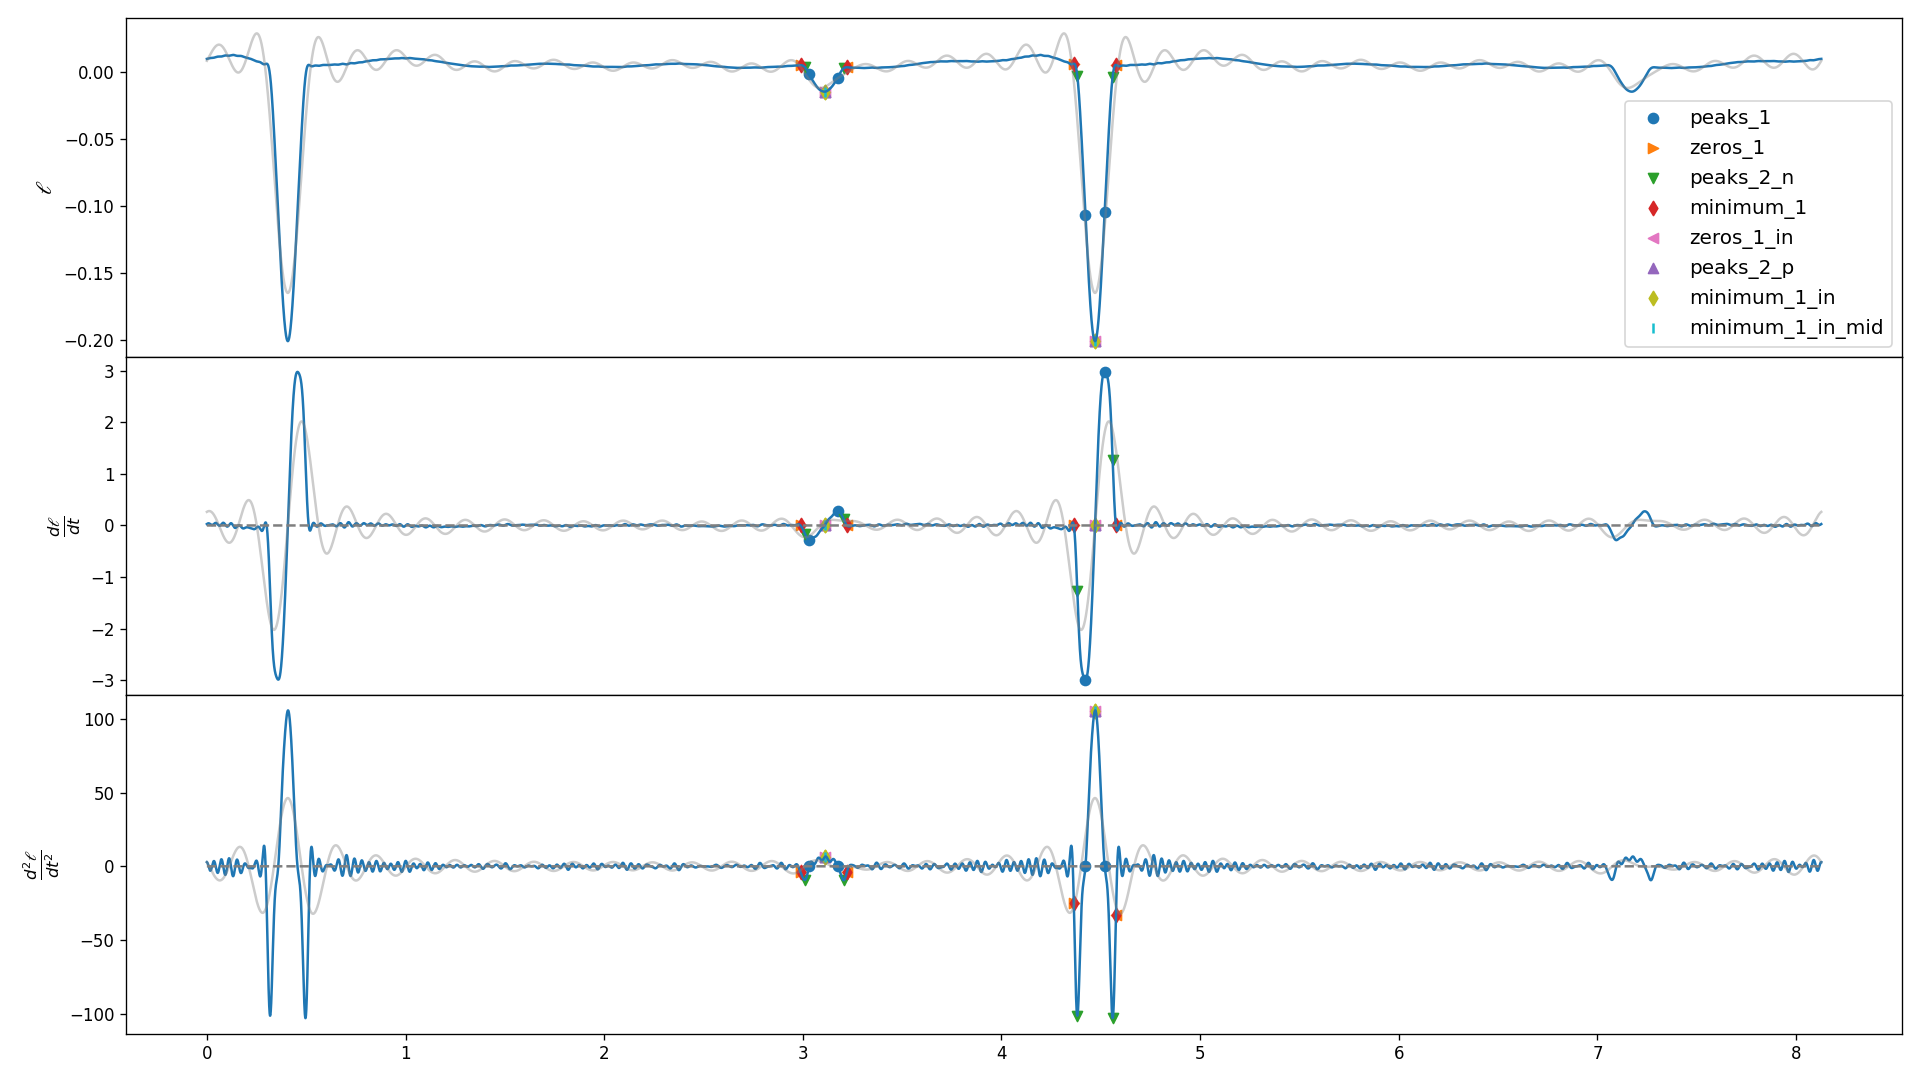 0.00
−0.05
−0.10
−0.15
−0.20
ℓ
peaks_1
zeros_1
peaks_2_n
minimum_1
zeros_1_in
peaks_2_p
minimum_1_in
minimum_1_in_mid
3
2
1
0
−1
−2
−3
dℓ
dt
100
50
0
−50
−100
d²ℓ
dt²
0 1 2 3 4 5 6 7 8